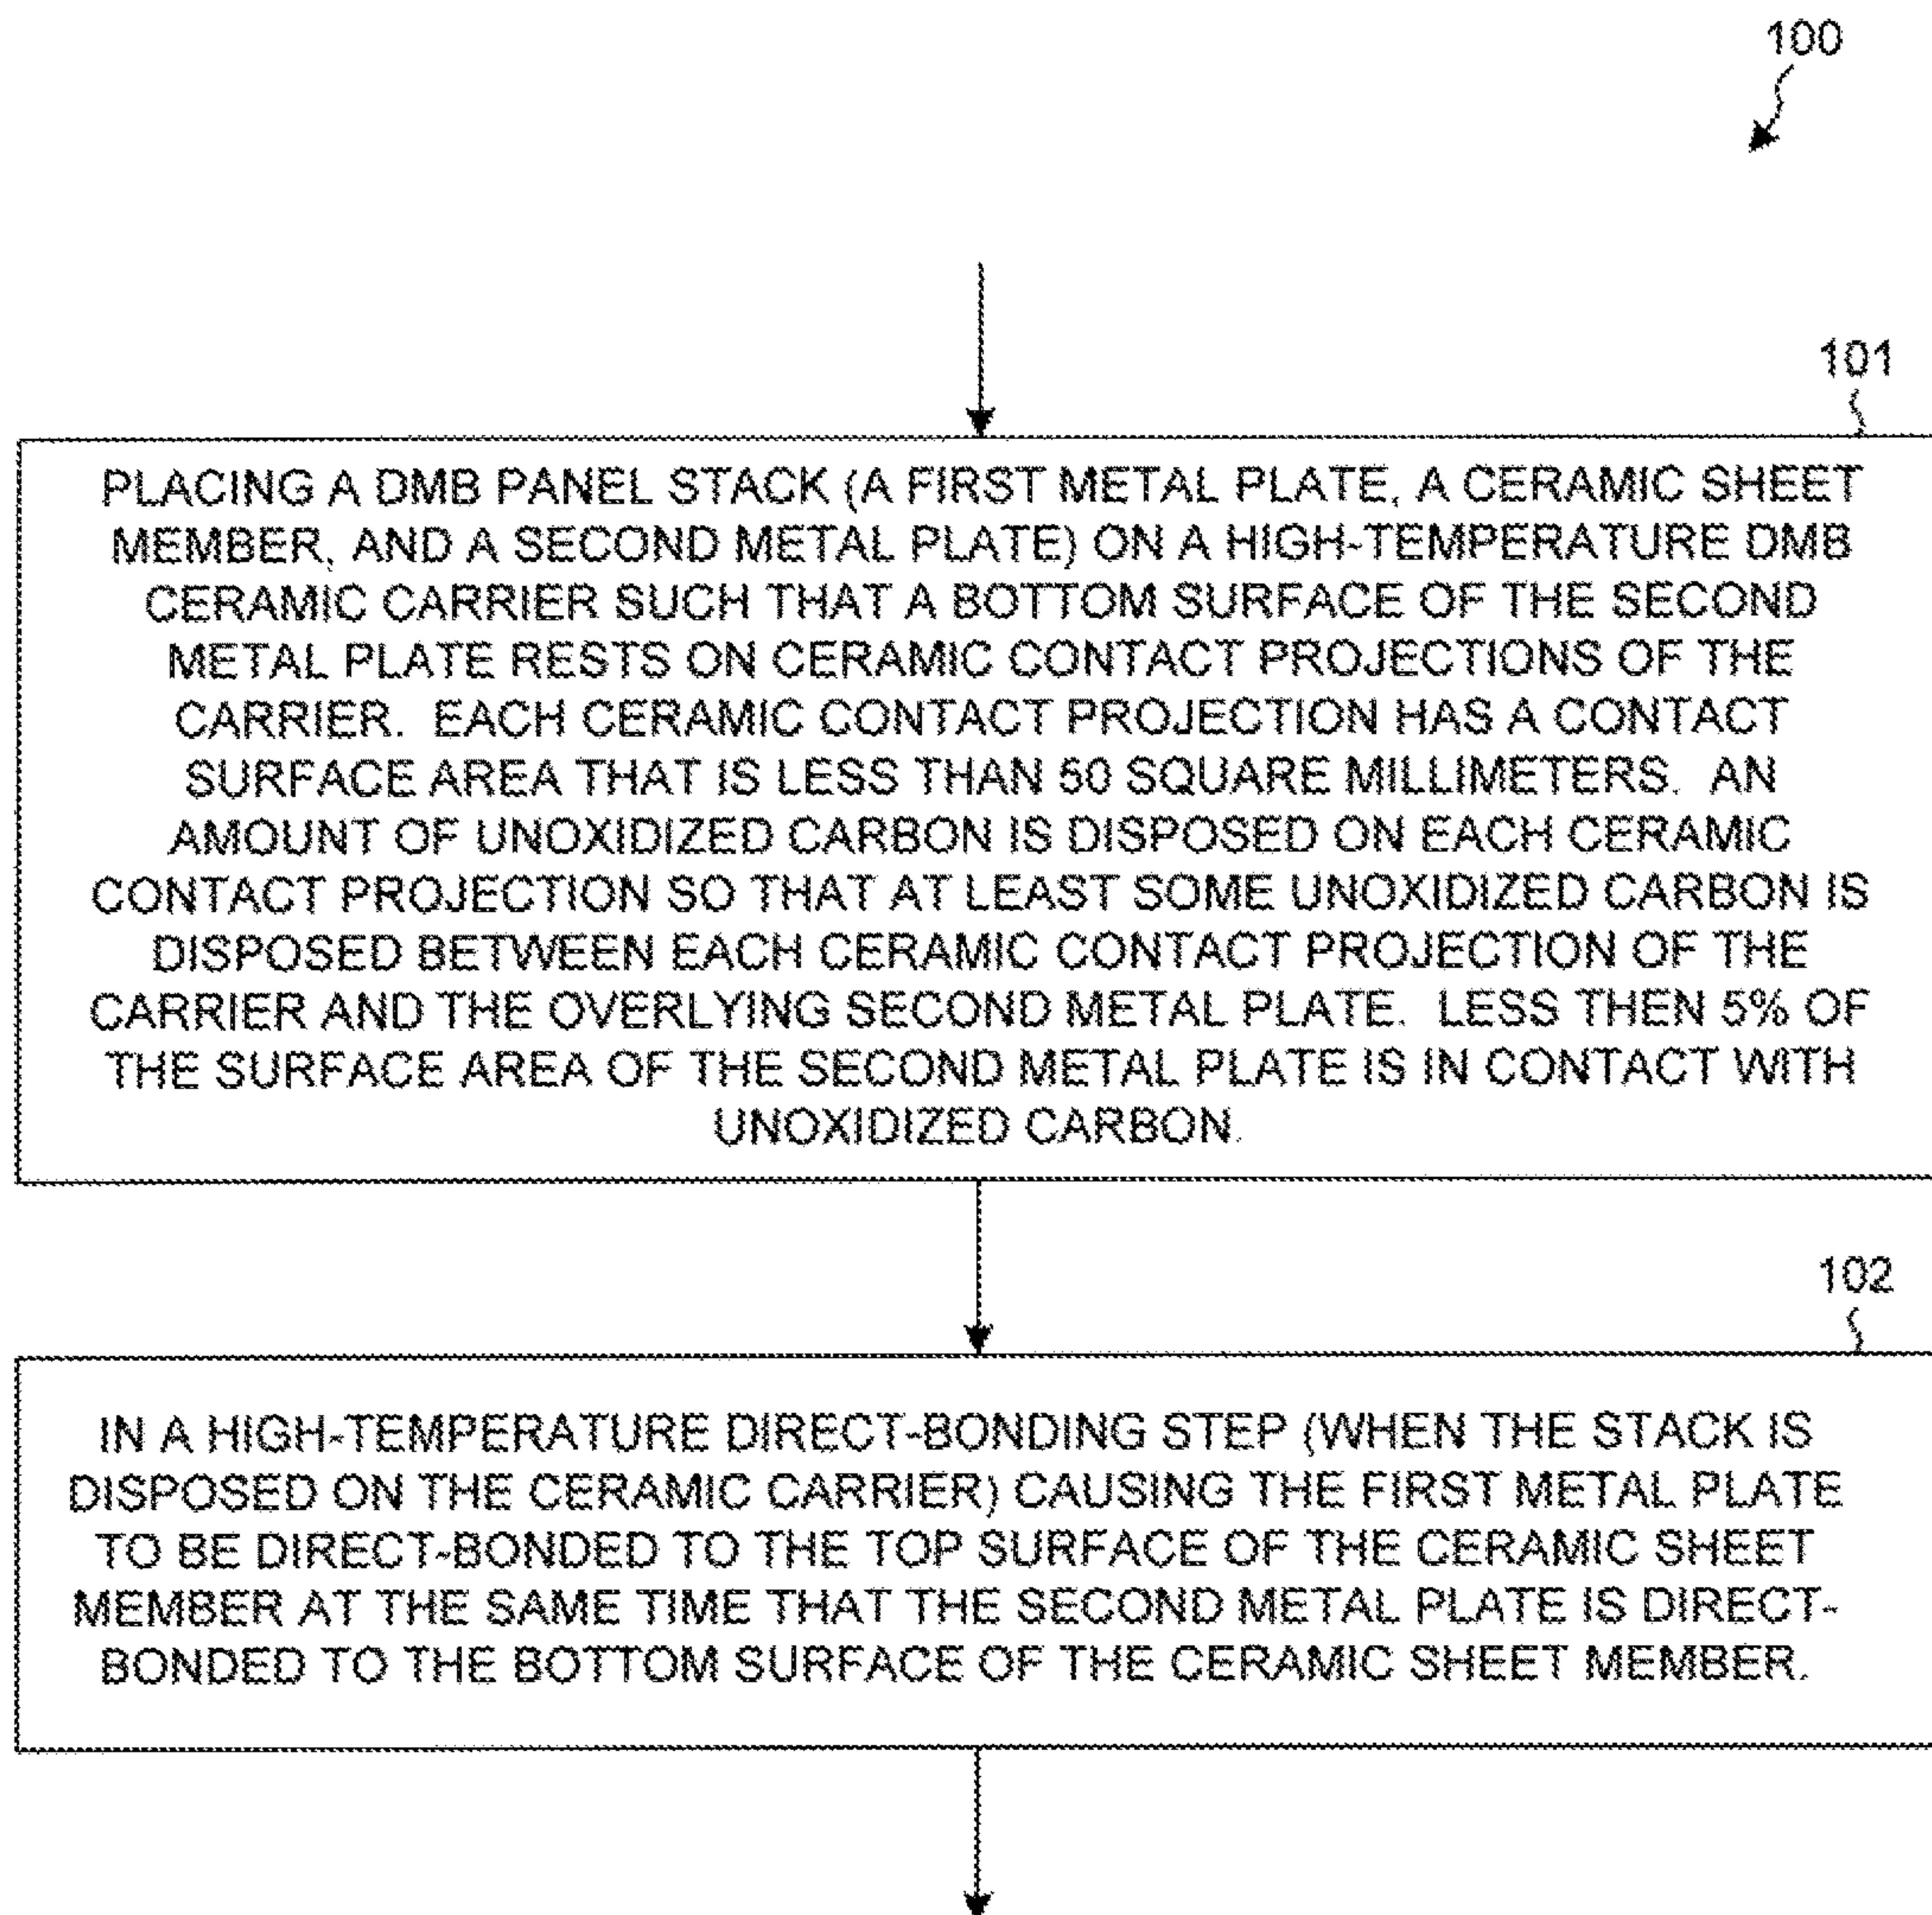 100
101
PLACING A DMB PANEL STACK (A FIRST METAL PLATE, A CERAMIC SHEET
MEMBER, AND A SECOND METAL PLATE) ON A HIGH-TEMPERATURE DMB
CERAMIC CARRIER SUCH THAT A BOTTOM SURFACE OF THE SECOND
METAL PLATE RESTS ON CERAMIC CONTACT PROJECTIONS OF THE
CARRIER. EACH CERAMIC CONTACT PROJECTION HAS A CONTACT
SURFACE AREA THAT IS LESS THAN 50 SQUARE MILLIMETERS. AN
AMOUNT OF UNOXIDIZED CARBON IS DISPOSED ON EACH CERAMIC
CONTACT PROJECTION SO THAT AT LEAST SOME UNOXIDIZED CARBON IS
DISPOSED BETWEEN EACH CERAMIC CONTACT PROJECTION OF THE
CARRIER AND THE OVERLYING SECOND METAL PLATE. LESS THEN 5% OF
THE SURFACE AREA OF THE SECOND METAL PLATE IS IN CONTACT WITH
UNOXIDIZED CARBON.
102
IN A HIGH-TEMPERATURE DIRECT-BONDING STEP (WHEN THE STACK IS
DISPOSED ON THE CERAMIC CARRIER) CAUSING THE FIRST METAL PLATE
TO BE DIRECT-BONDED TO THE TOP SURFACE OF THE CERAMIC SHEET
MEMBER AT THE SAME TIME THAT THE SECOND METAL PLATE IS DIRECT-
BONDED TO THE BOTTOM SURFACE OF THE CERAMIC SHEET MEMBER.